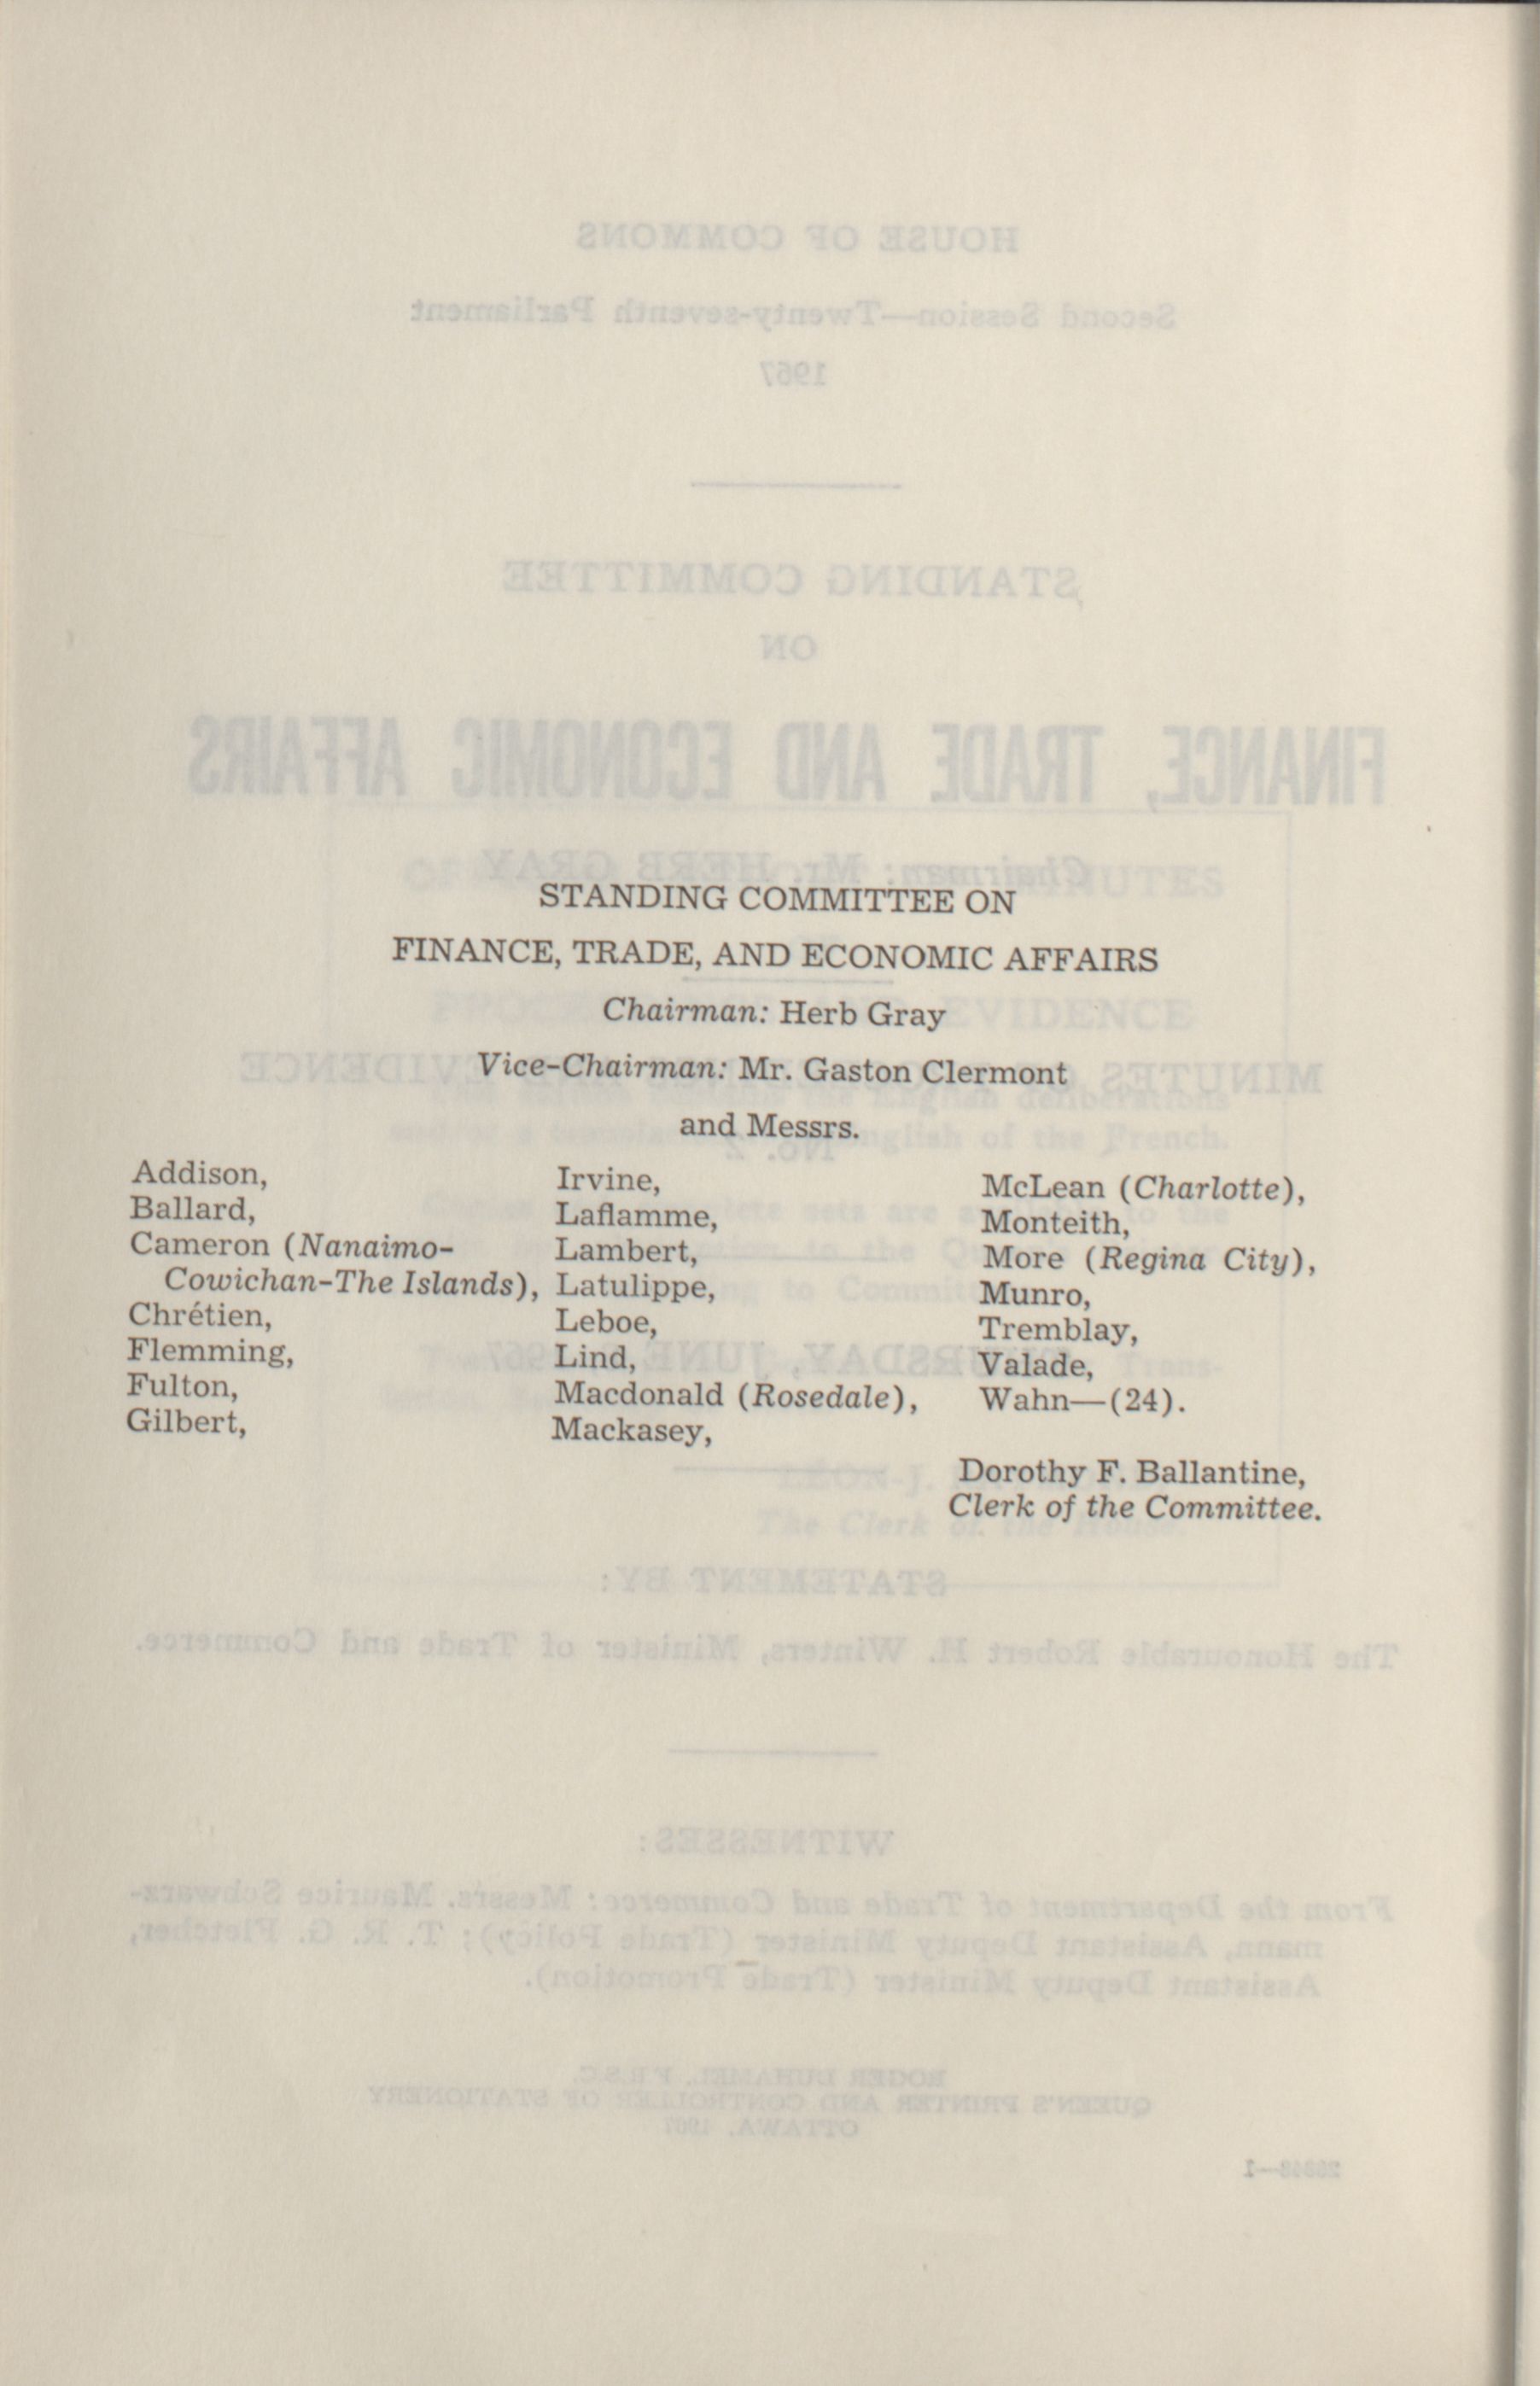 STANDING COMMITTEE ON
FINANCE, TRADE, AND ECONOMIC AFFAIRS
Chairman: Herb Gray
Vice-Chairman: Mr. Gaston Clermont
and Messrs.
Addison,
Ballard,
Cameron (Nanaimo-
Cowichan-The Islands),
Chrétien,
Flemming,
Fulton,
Gilbert,
Irvine,
Laflamme,
Lambert,
Latulippe,
Leboe,
Lind,
Macdonald (Rosedale),
Mackasey,
McLean (Charlotte),
Monteith,
More (Regina City),
Munro,
Tremblay,
Valade,
Wahn—(24).
Dorothy F. Ballantine,
Clerk of the Committee.